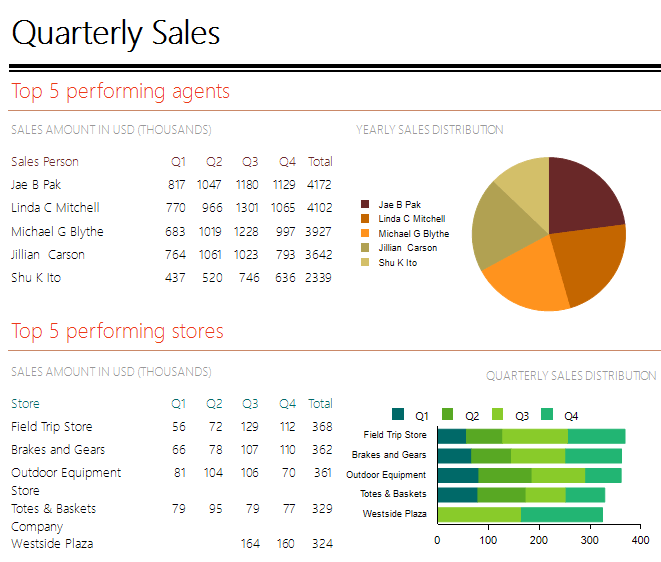 Quarterly Sales
Top 5 performing agents
SALES AMOUNT IN USD (THOUSANDS)
Sales Person Q1 Q2 Q3 Q4 Total
Jae B Pak 817 1047 1180 1129 4172
Linda C Mitchell 770 966 1301 1065 4102
Michael G Blythe 683 1019 1228 997 3927
Jillian Carson 764 1061 1023 793 3642
Shu K Ito 437 520 746 636 2339
YEARLY SALES DISTRIBUTION
Jae B Pak
Linda C Mitchell
Michael G Blythe
Jillian Carson
Shu K Ito
Top 5 performing stores
SALES AMOUNT IN USD (THOUSANDS)
Store Q1 Q2 Q3 Q4 Total
Field Trip Store 56 72 129 112 368
Brakes and Gears 66 78 107 110 362
Outdoor Equipment 81 104 106 70 361
Store
Totes & Baskets 79 95 79 77 329
Company
Westside Plaza 164 160 324
QUARTERLY SALES DISTRIBUTION
Q1 Q2 Q3 Q4
Field Trip Store
Brakes and Gears
Outdoor Equipment
Totes & Baskets
Westside Plaza
0 100 200 300 400